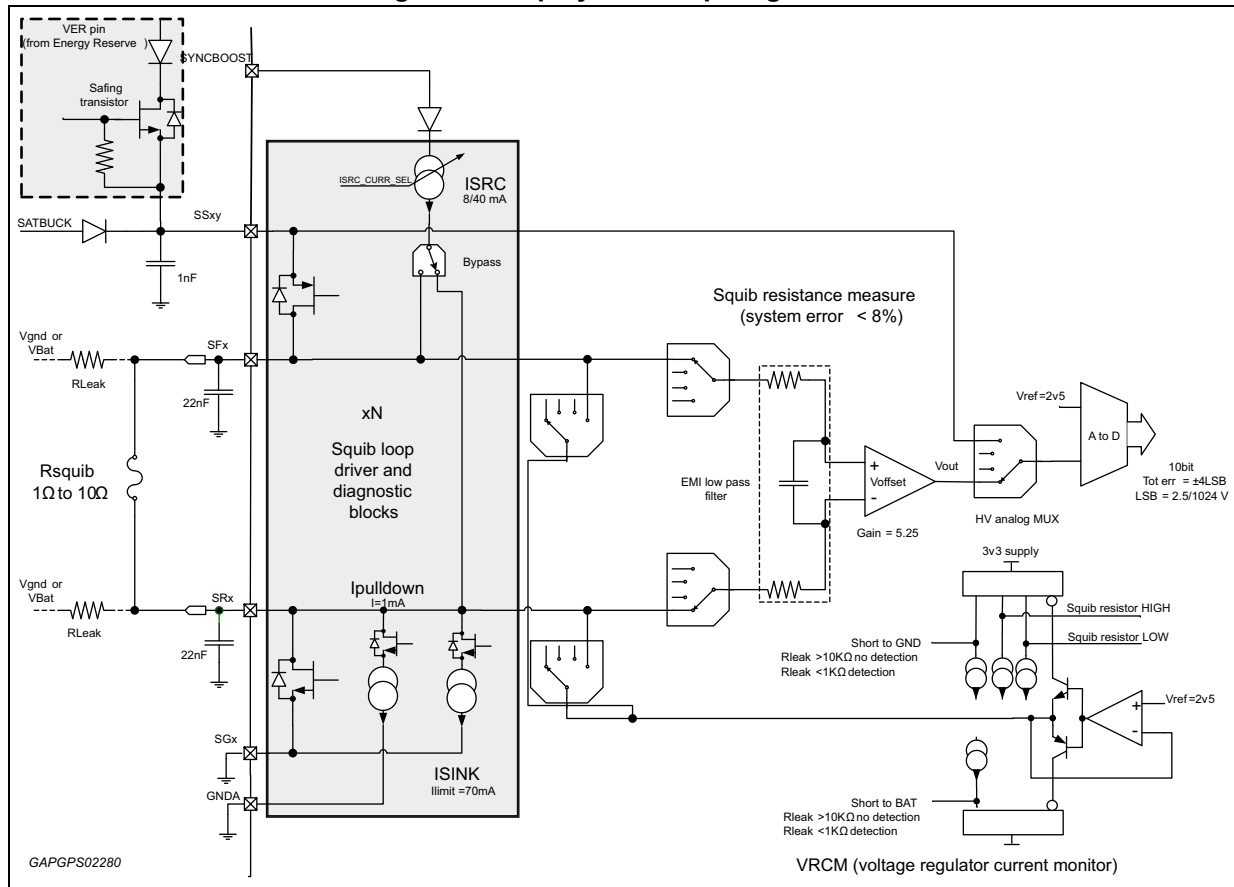 VER pin
(from Energy Reserve )
SYNCBOOST
Safing
transistor
ISRC_CURR_SEL
ISRC
8/40 mA
SATBUCK
SSxy
1nF
Bypass
Squib resistance measure
(system error < 8%)
Vgnd or
VBat
RLeak
SFx
22nF
Vref=2v5
A to D
xN
Squib loop
driver and
diagnostic
blocks
Rsquib
1Ω to 10Ω
EMI low pass
filter
+
Voffset
-
Vout
Gain = 5.25
HV analog MUX
10bit
Tot err = ±4LSB
LSB = 2.5/1024 V
3v3 supply
Vgnd or
VBat
RLeak
SRx
22nF
Ipulldown
I=1mA
Squib resistor HIGH
Short to GND
Squib resistor LOW
Rleak >10KΩ no detection
Rleak <1KΩ detection
+
Vref=2v5
-
SGx
GNDA
ISINK
Ilimit =70mA
Short to BAT
Rleak >10KΩ no detection
Rleak <1KΩ detection
GAPGPS02280
VRCM (voltage regulator current monitor)